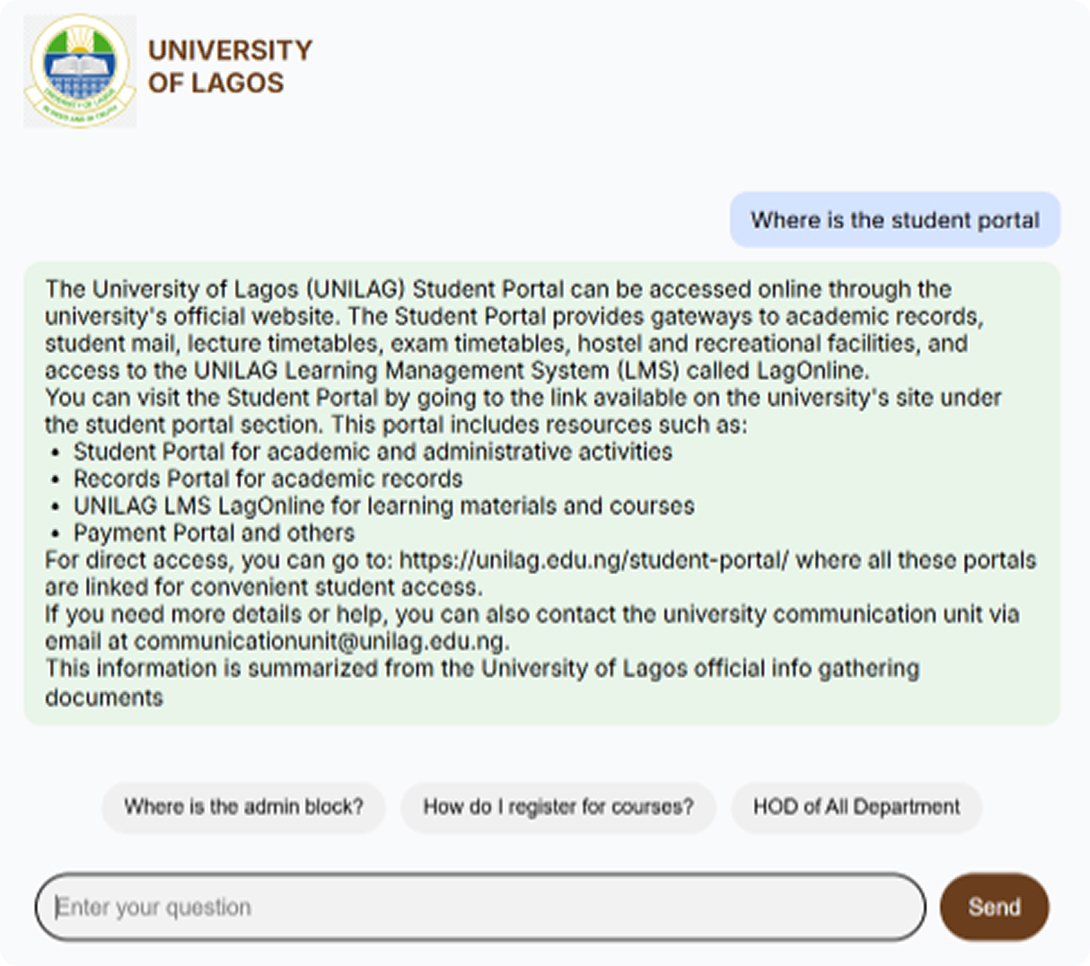 UNIVERSITY
OF LAGOS
UNIVERSITY OF LAGOS
IN DEED AND IN TRUTH
Where is the student portal
The University of Lagos (UNILAG) Student Portal can be accessed online through the
university's official website. The Student Portal provides gateways to academic records,
student mail, lecture timetables, exam timetables, hostel and recreational facilities, and
access to the UNILAG Learning Management System (LMS) called LagOnline.
You can visit the Student Portal by going to the link available on the university's site under
the student portal section. This portal includes resources such as:
• Student Portal for academic and administrative activities
• Records Portal for academic records
• UNILAG LMS LagOnline for learning materials and courses
• Payment Portal and others
For direct access, you can go to: https://unilag.edu.ng/student-portal/ where all these portals
are linked for convenient student access.
If you need more details or help, you can also contact the university communication unit via
email at communicationunit@unilag.edu.ng.
This information is summarized from the University of Lagos official info gathering
documents
Where is the admin block?
How do I register for courses?
HOD of All Department
Enter your question
Send